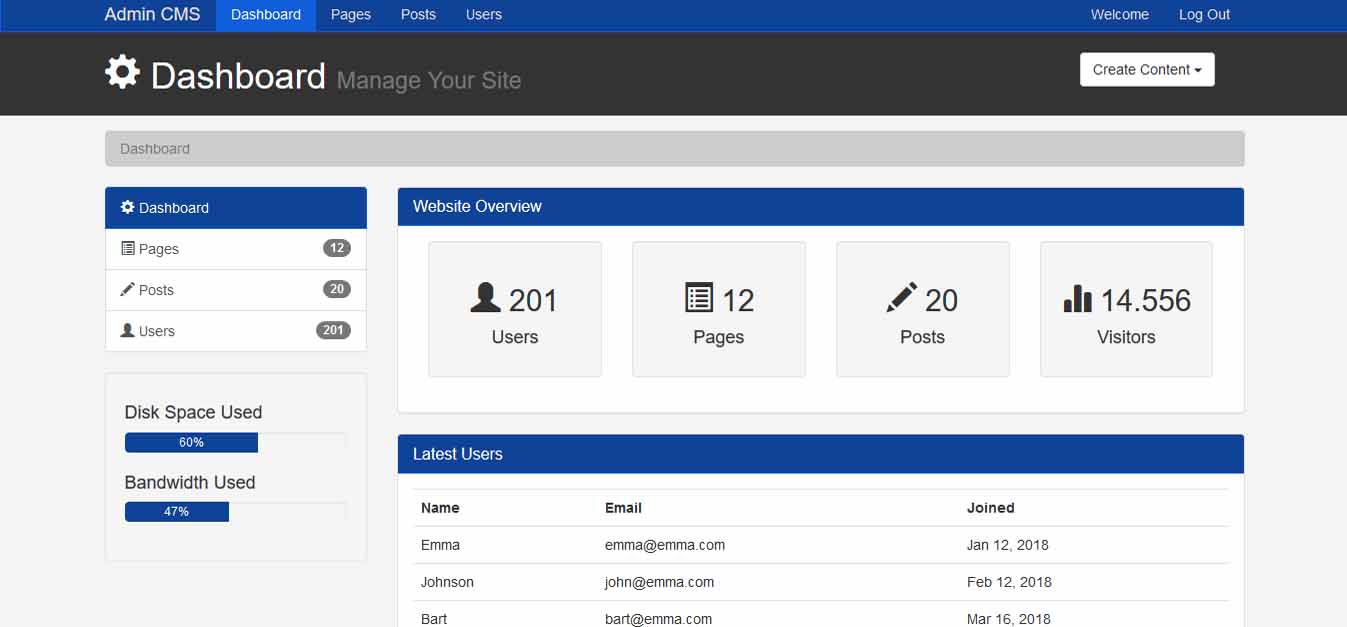 Admin CMS Dashboard Pages Posts Users Welcome Log Out
Dashboard Manage Your Site
Create Content
Dashboard
Dashboard
Pages 12
Posts 20
Users 201
Disk Space Used
60%
Bandwidth Used
47%
Website Overview
201 12 20 14.556
Users Pages Posts Visitors
Latest Users
Name Email Joined
Emma emma@emma.com Jan 12, 2018
Johnson john@emma.com Feb 12, 2018
Bart bart@emma.com Mar 16, 2018